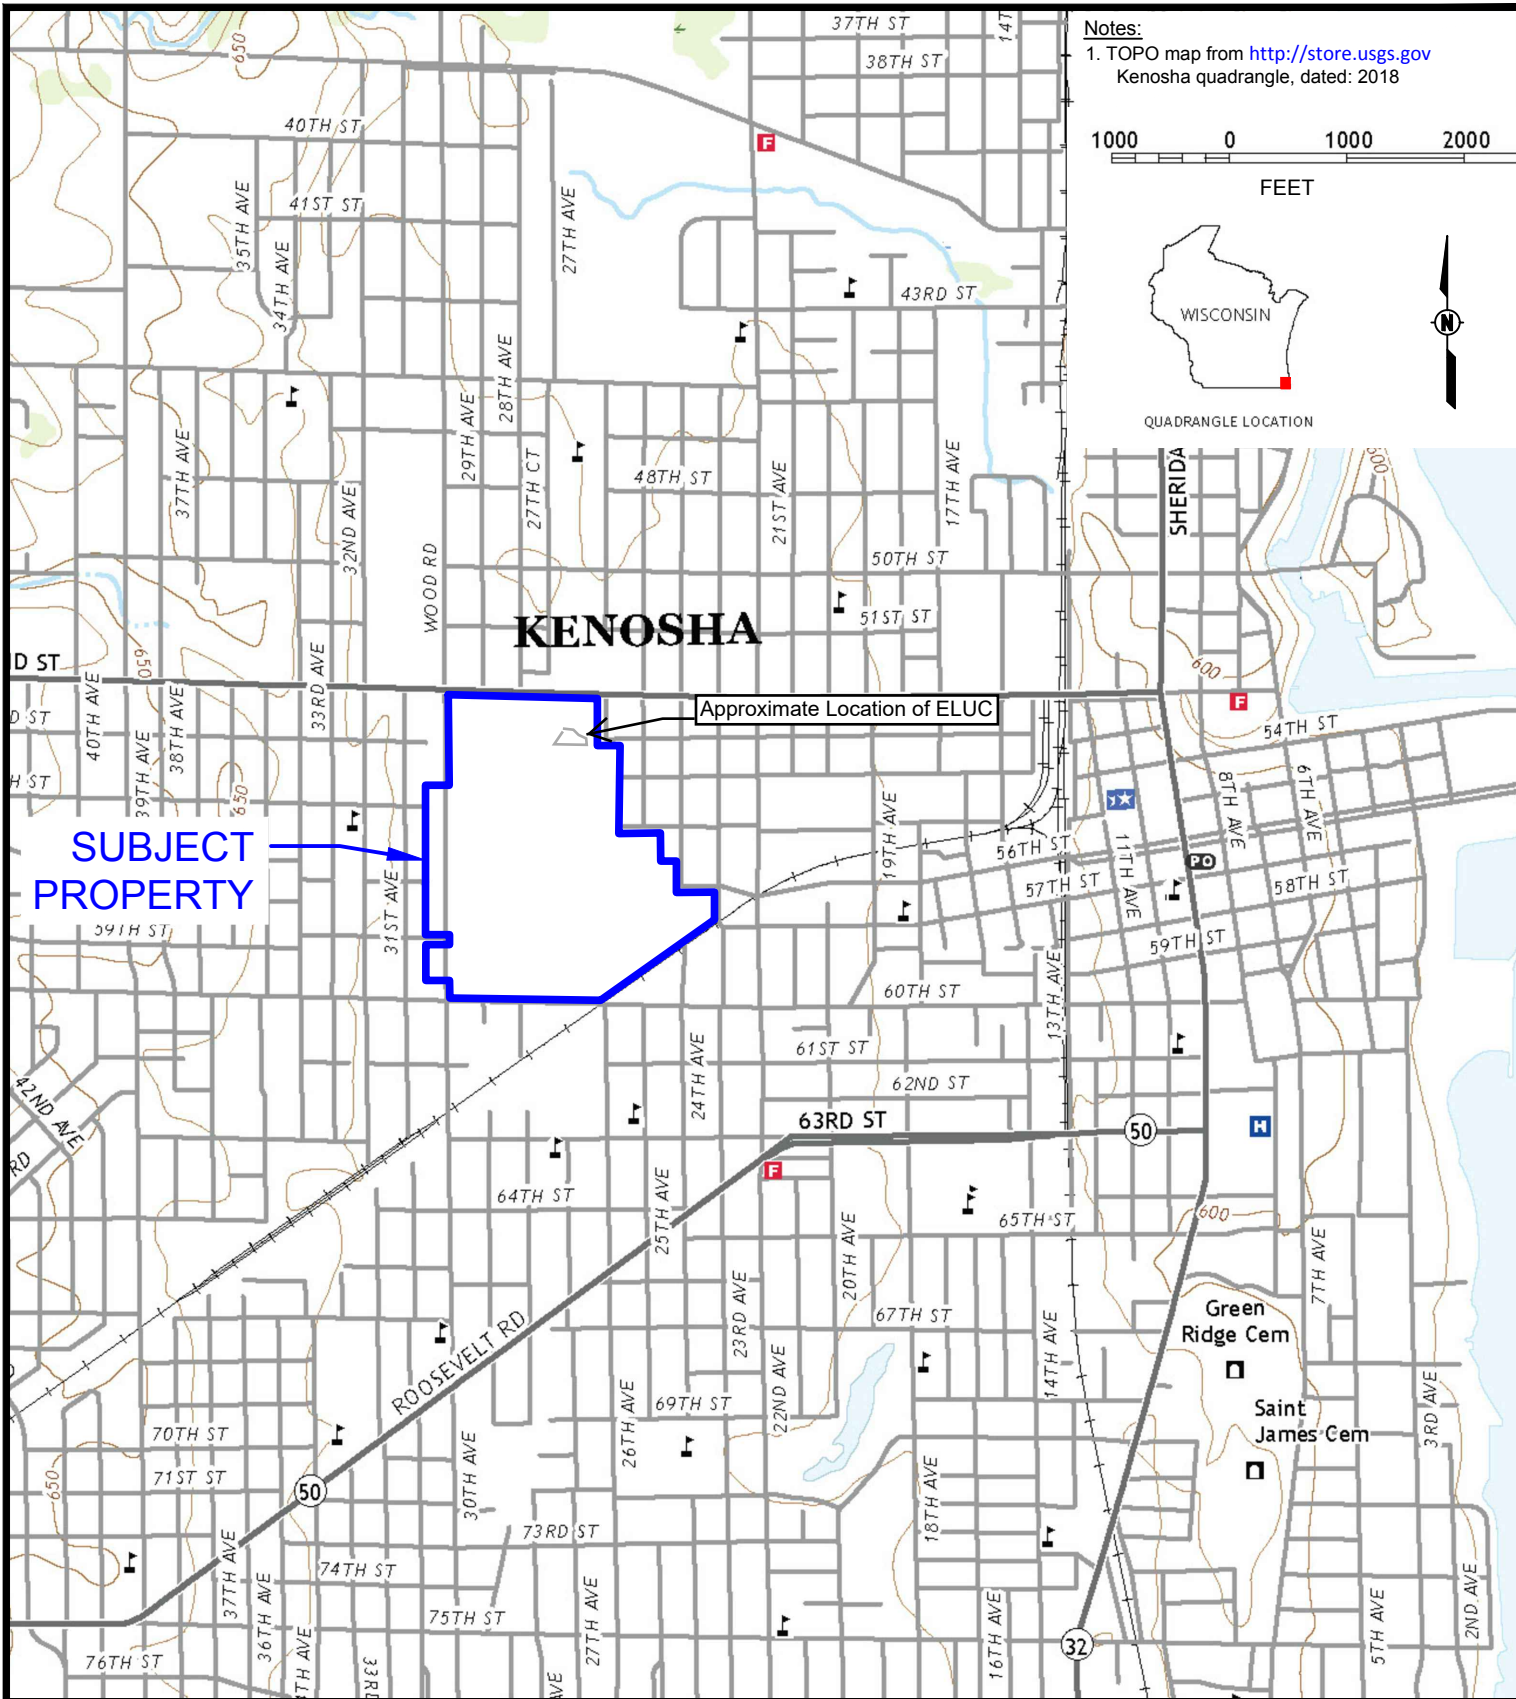 Notes:
1. TOPO map from http://store.usgs.gov
Kenosha quadrangle, dated: 2018
1000 0 1000 2000
FEET
WISCONSIN
N
QUADRANGLE LOCATION
37TH ST
38TH ST
650
40TH ST
F
35TH AVE
41ST ST
34TH AVE
27TH AVE
43RD ST
28TH AVE
29TH AVE
27TH CT
48TH ST
37TH AVE
32ND AVE
21ST AVE
17TH AVE
SHERIDA
WOOD RD
50TH ST
51ST ST
KENOSHA
600
D ST
650
40TH AVE
39TH AVE
38TH AVE
33RD AVE
Approximate Location of ELUC
F
54TH ST
D ST
H ST
650
8TH AVE
6TH AVE
19TH AVE
56TH ST
11TH AVE
PO
57TH ST
58TH ST
SUBJECT
PROPERTY
31ST AVE
59TH ST
59TH ST
60TH ST
13TH AVE
61ST ST
24TH AVE
62ND ST
42ND AVE
RD
63RD ST
50
H
F
64TH ST
25TH AVE
20TH AVE
65TH ST
600
7TH AVE
67TH ST
23RD AVE
Green
Ridge Cem
ROOSEVELT RD
14TH AVE
22ND AVE
69TH ST
26TH AVE
Saint
James Cem
3RD AVE
70TH ST
71ST ST
650
50
30TH AVE
18TH AVE
73RD ST
74TH ST
37TH AVE
36TH AVE
75TH ST
27TH AVE
16TH AVE
5TH AVE
2ND AVE
76TH ST
32